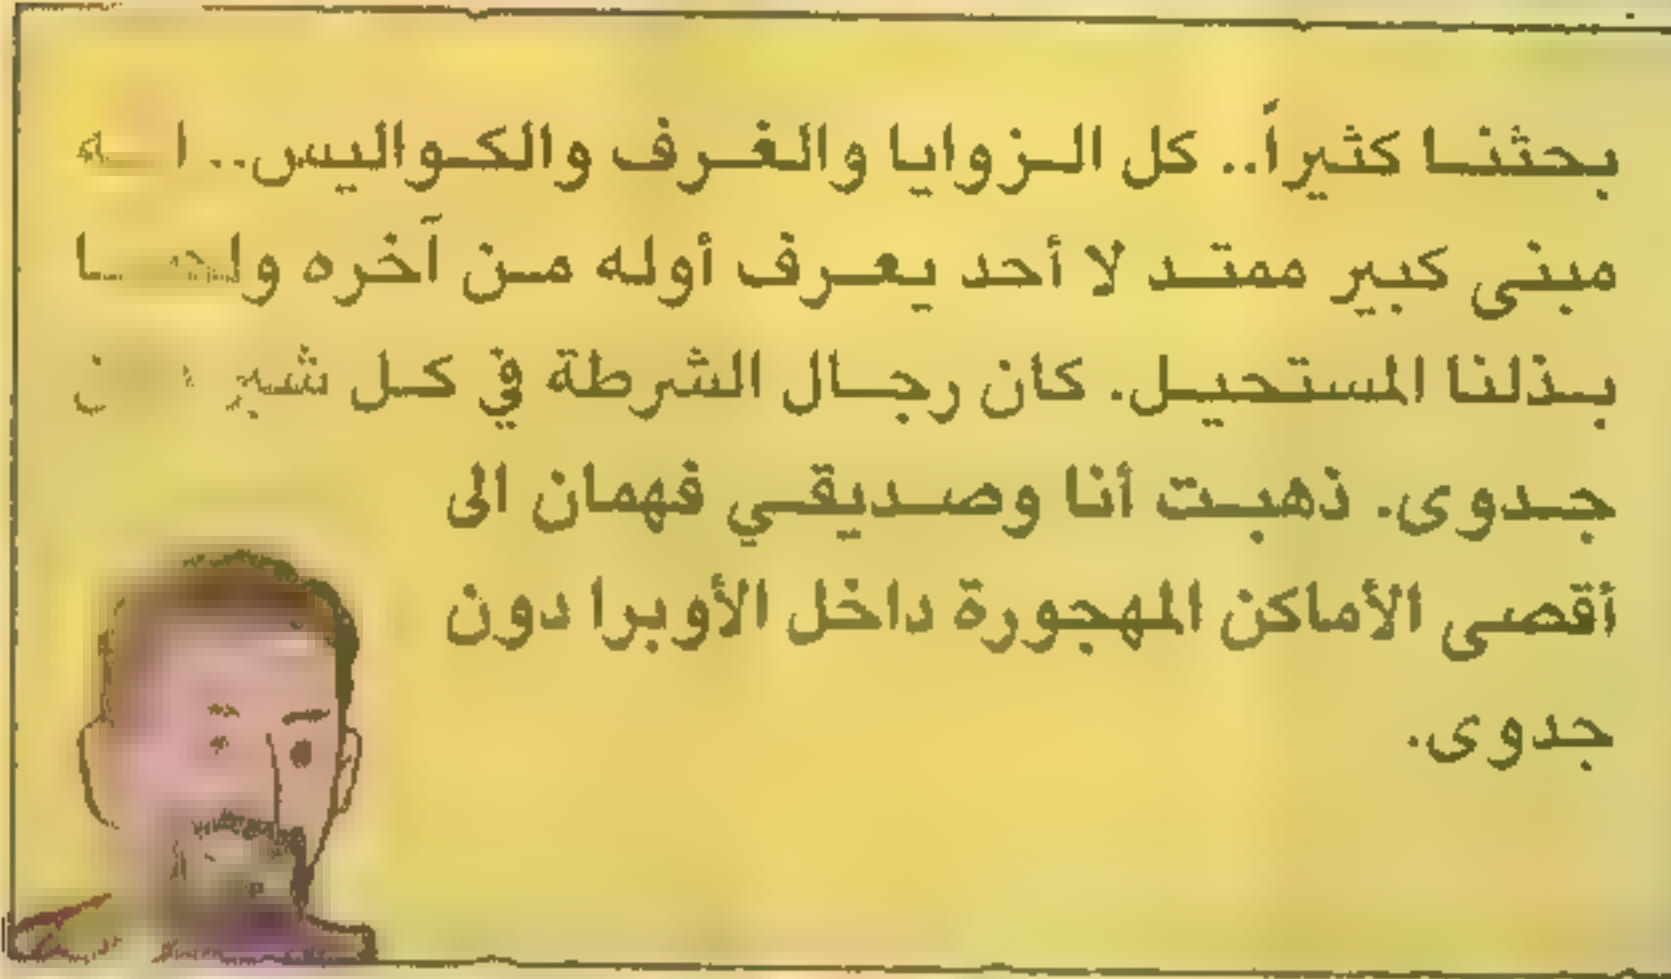 بحثنا كثيراً.. كل الزوايا والغرف والكواليس..
مبنى كبير ممتد لا أحد يعرف أوله من آخره
بذلنا المستحيل. كان رجال الشرطة في كل
جدوى. ذهبت أنا وصديقي فهمان الى
أقصى الأماكن المهجورة داخل الأوبرا دون
جدوى.